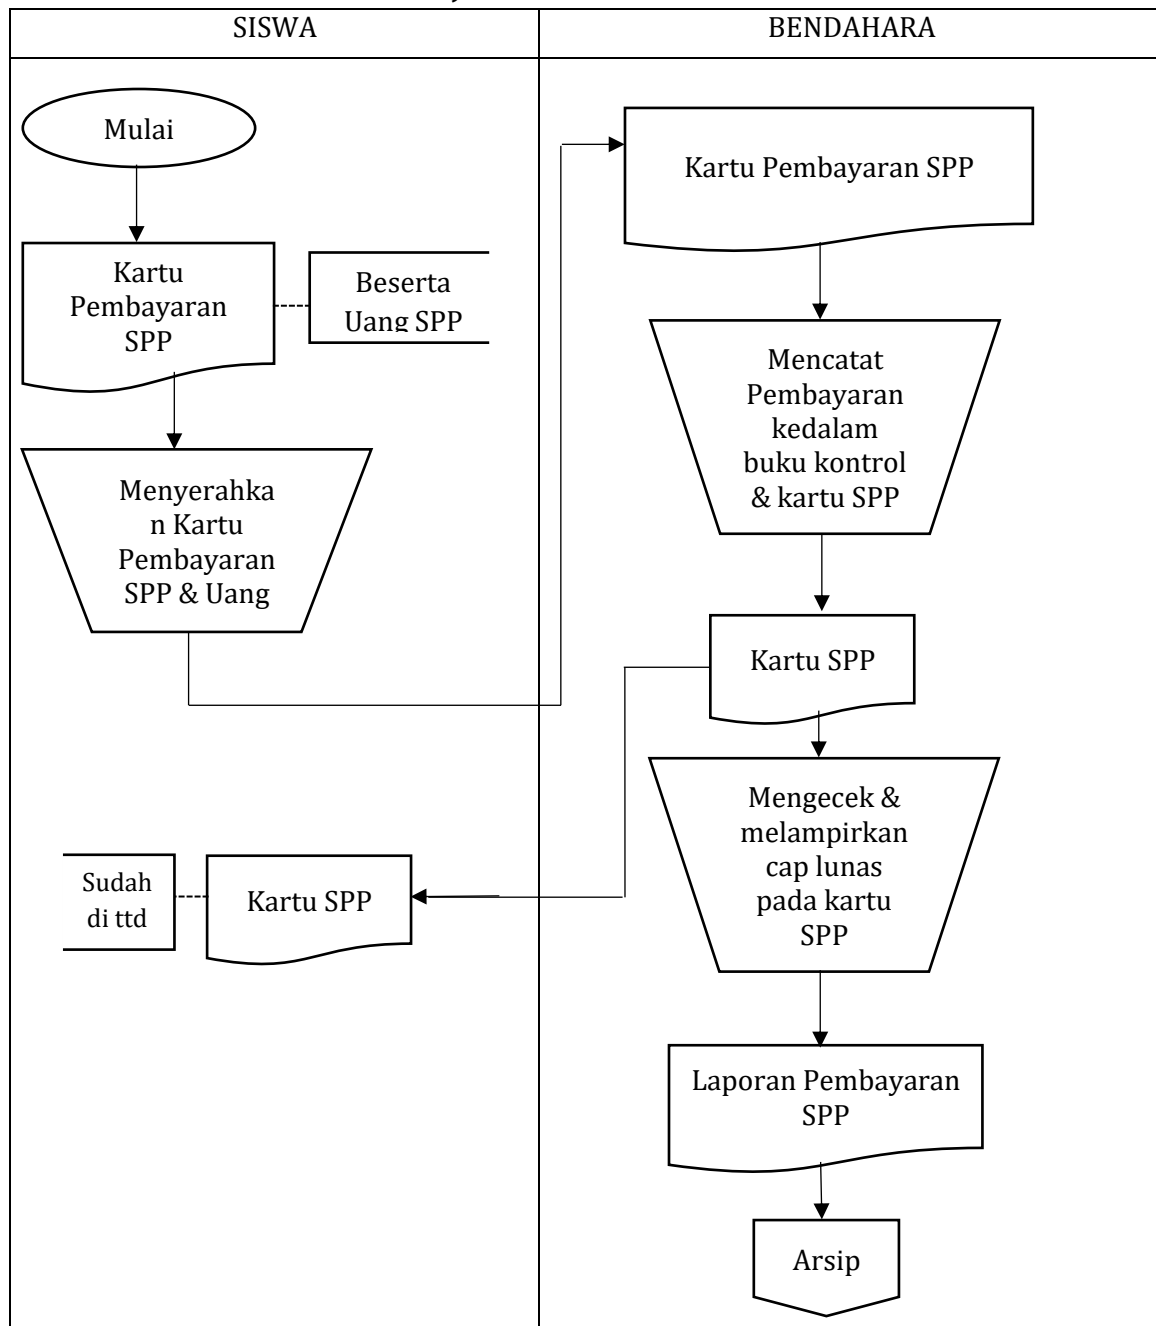 SISWA
BENDAHARA
Mulai
Kartu
Pembayaran
SPP
Beserta
Uang SPP
Menyerahka
n Kartu
Pembayaran
SPP & Uang
Kartu Pembayaran SPP
Mencatat
Pembayaran
kedalam
buku kontrol
& kartu SPP
Kartu SPP
Mengecek &
melampirkan
cap lunas
pada kartu
SPP
Sudah
di ttd
Kartu SPP
Laporan Pembayaran
SPP
Arsip